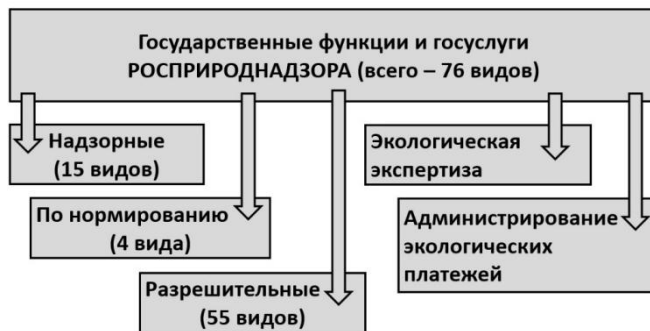 Государственные функции и госуслуги
РОСПРИРОДНАДЗОРА (всего – 76 видов)
Надзорные
(15 видов)
Экологическая
экспертиза
По нормированию
(4 вида)
Администрирование
экологических
платежей
Разрешительные
(55 видов)